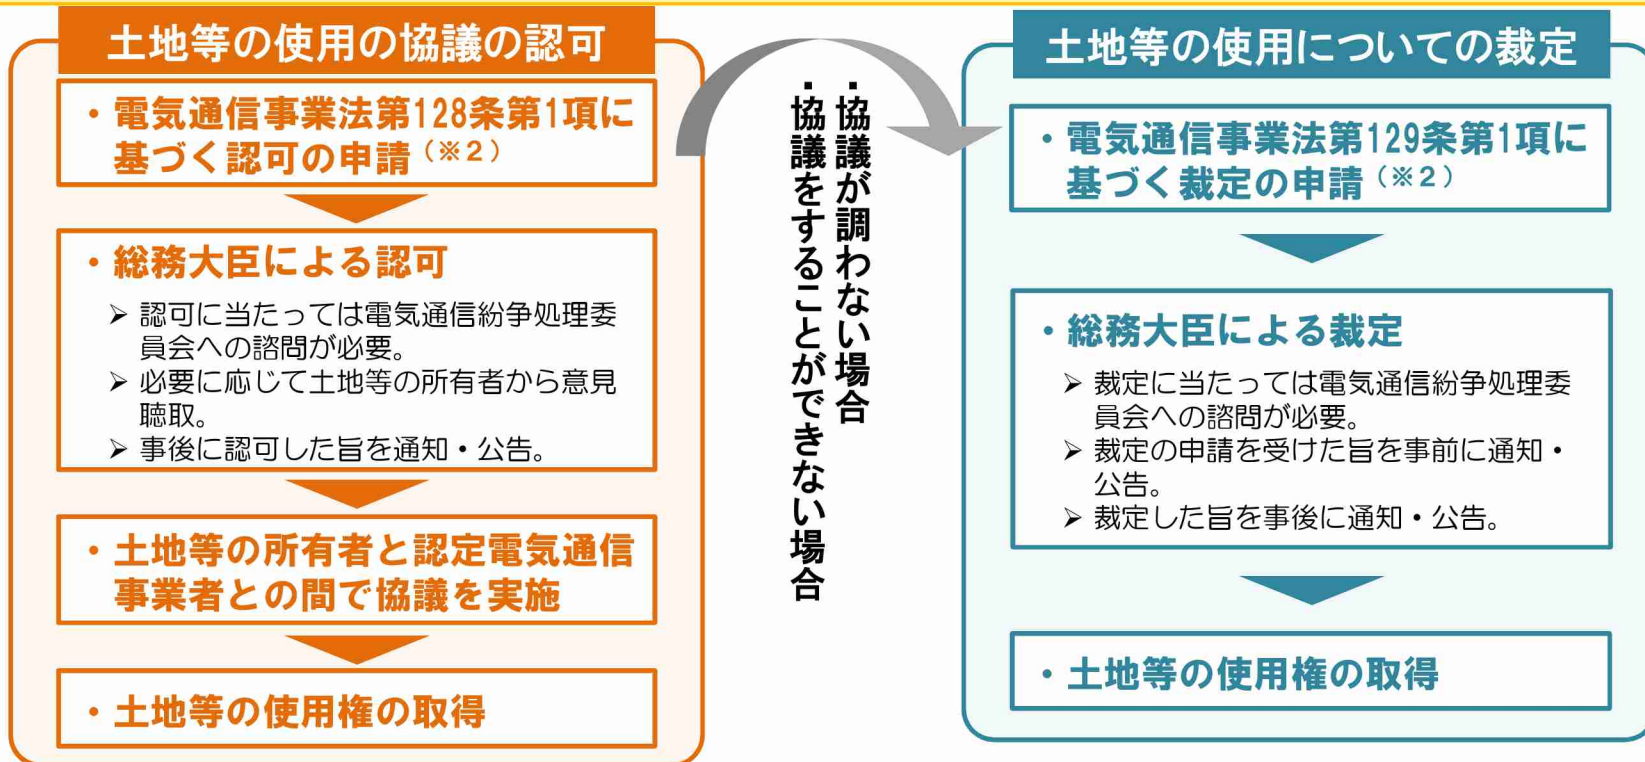 土地等の使用の協議の認可
・電気通信事業法第128条第1項に
基づく認可の申請（※2）
・総務大臣による認可
➢ 認可に当たっては電気通信紛争処理委
員会への諮問が必要。
➢ 必要に応じて土地等の所有者から意見
聴取。
➢ 事後に認可した旨を通知・公告。
・土地等の所有者と認定電気通信
事業者との間で協議を実施
・土地等の使用権の取得
・協議が調わない場合
・協議をすることができない場合
土地等の使用についての裁定
・電気通信事業法第129条第1項に
基づく裁定の申請（※2）
・総務大臣による裁定
➢ 裁定に当たっては電気通信紛争処理委
員会への諮問が必要。
➢ 裁定の申請を受けた旨を事前に通知・
公告。
➢ 裁定した旨を事後に通知・公告。
・土地等の使用権の取得